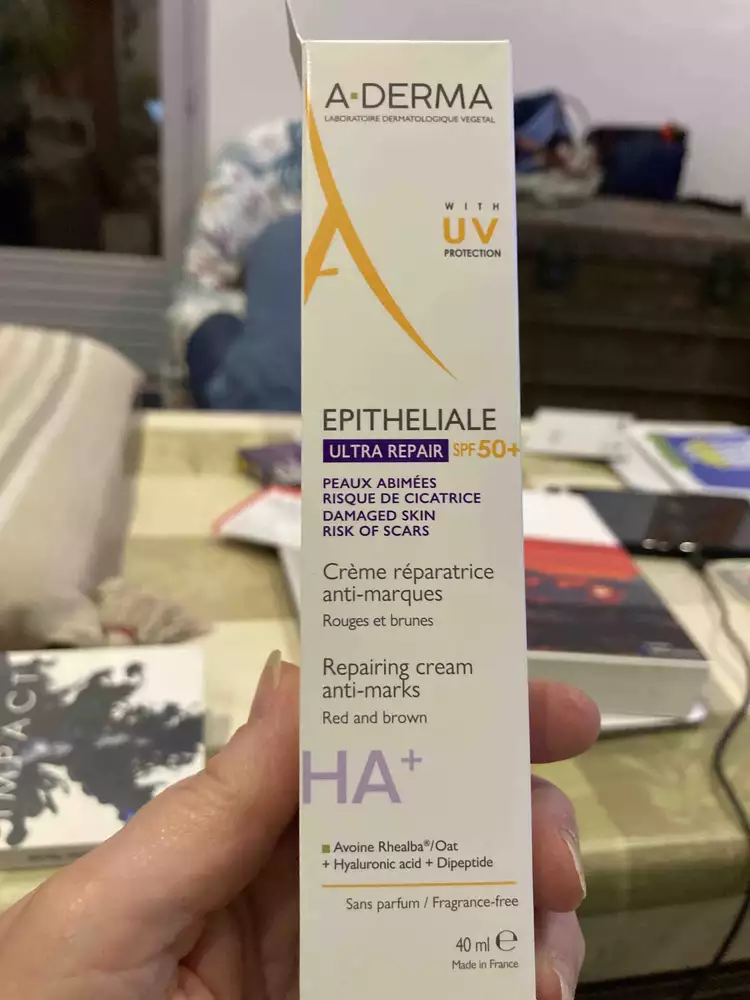 A-DERMA
LABORATOIRE DERMATOLOGIQUE VEGETAL
WITH
UV
PROTECTION
EPITHELIALE
ULTRA REPAIR SPF50+
PEAUX ABIMÉES
RISQUE DE CICATRICE
DAMAGED SKIN
RISK OF SCARS
Crème réparatrice
anti-marques
Rouges et brunes
Repairing cream
anti-marks
Red and brown
HA+
Avoine Rhealba®/Oat
+ Hyaluronic acid + Dipeptide
Sans parfum / Fragrance-free
40 ml e
Made in France
IMPACT